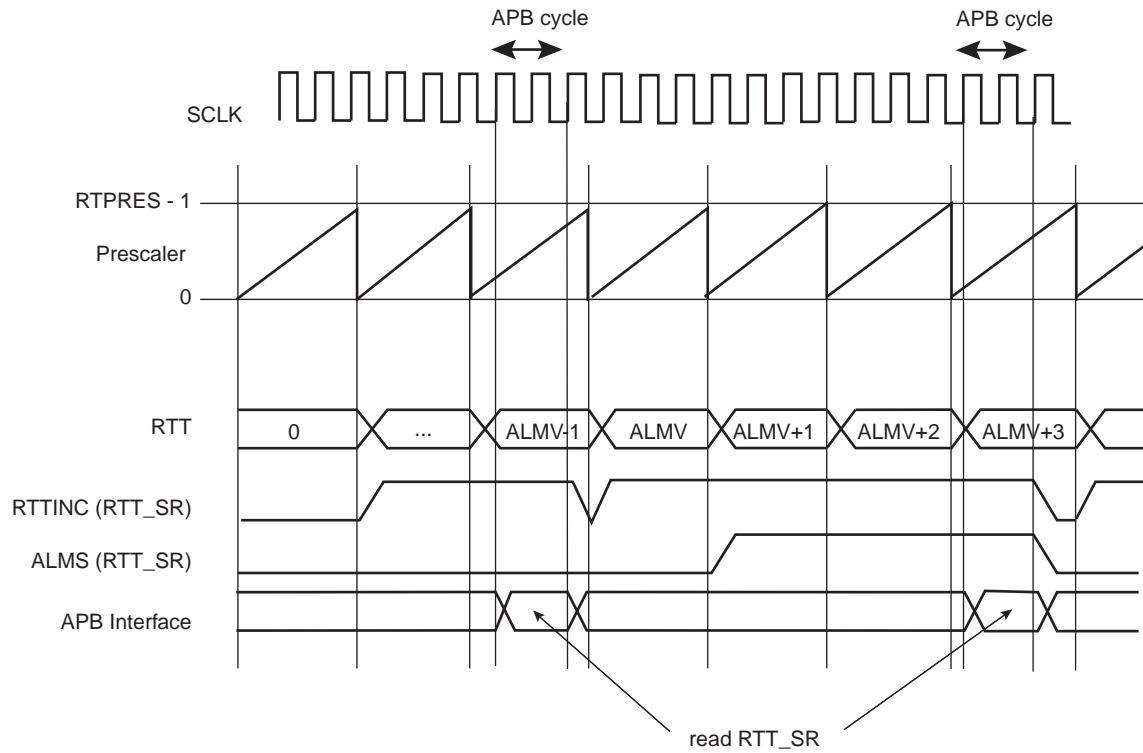 APB cycle
APB cycle
SCLK
RTPRES - 1
Prescaler
0
RTT
0
...
ALMV-1
ALMV
ALMV+1
ALMV+2
ALMV+3
RTTINC (RTT_SR)
ALMS (RTT_SR)
APB Interface
read RTT_SR